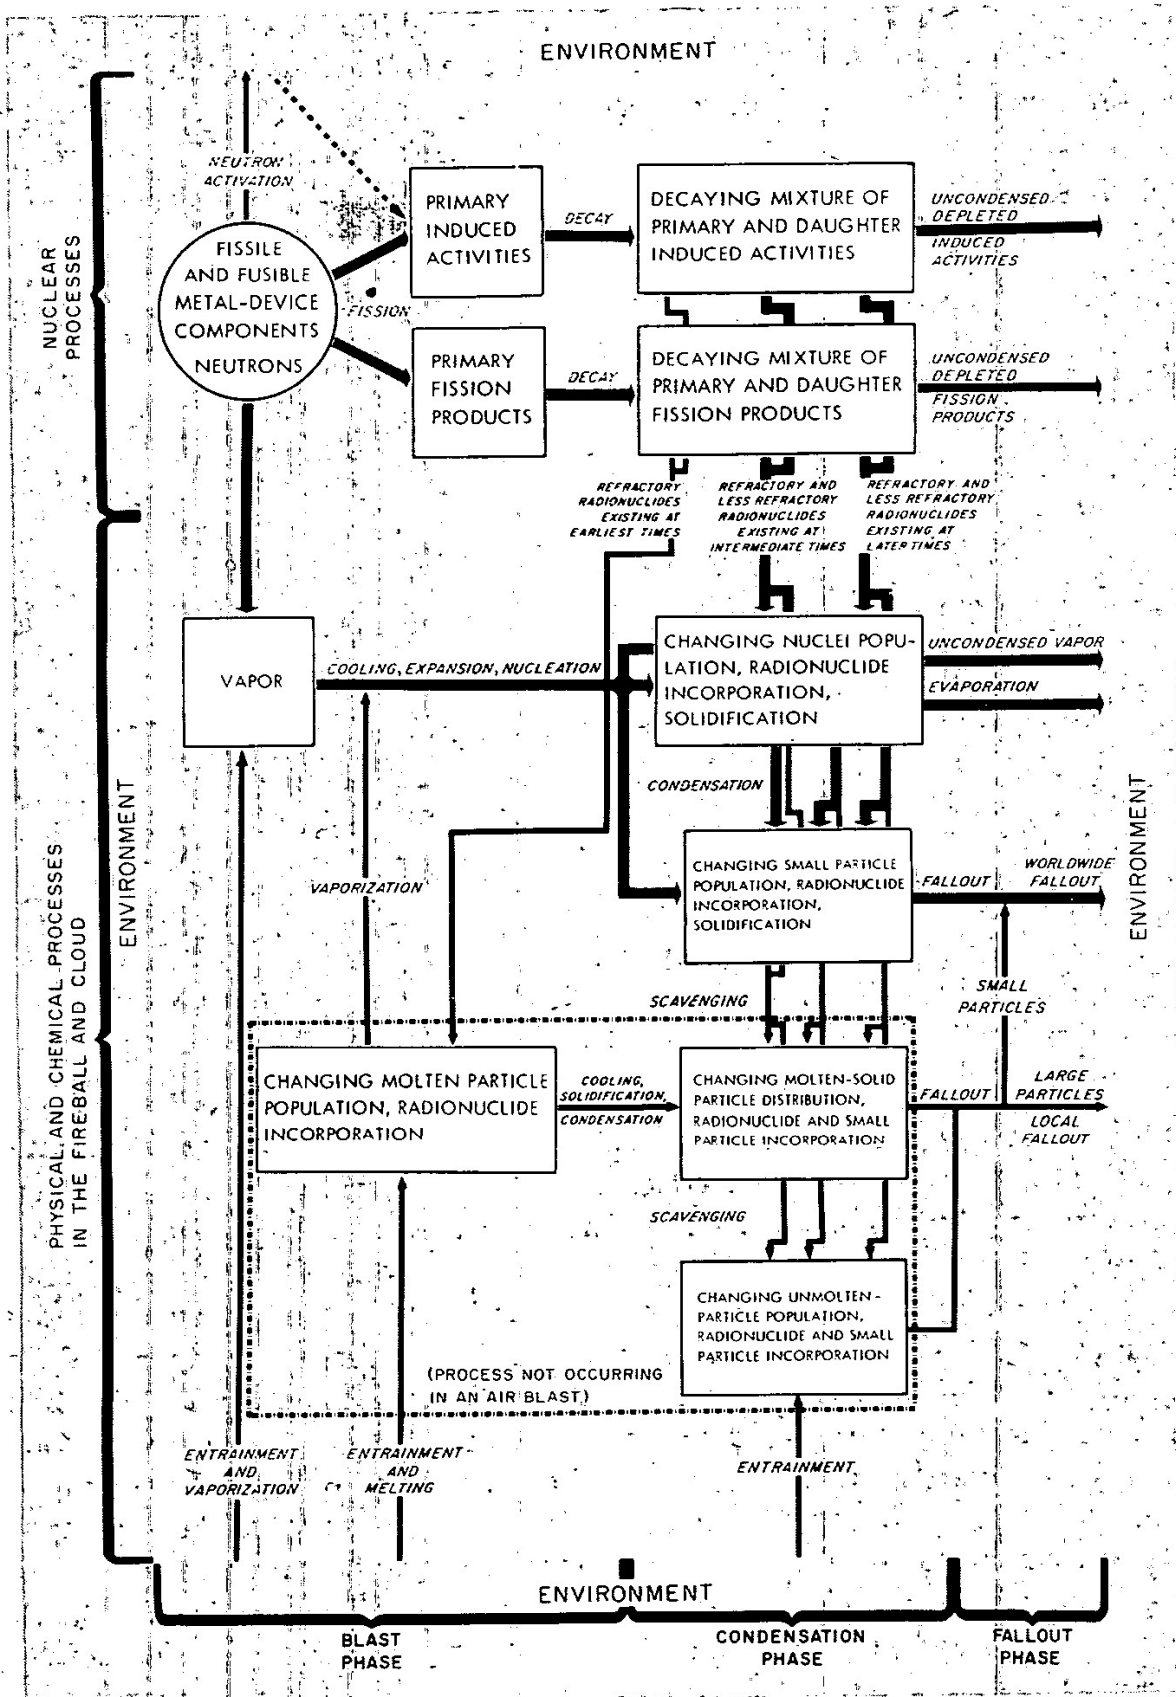 ENVIRONMENT
NEUTRON
ACTIVATION
FISSILE
AND FUSIBLE
METAL-DEVICE
COMPONENTS
NEUTRONS
FISSION
PRIMARY
INDUCED
ACTIVITIES
DECAY
DECAYING MIXTURE OF
PRIMARY AND DAUGHTER
INDUCED ACTIVITIES
UNCONDENSED
DEPLETED
INDUCED
ACTIVITIES
NUCLEAR
PROCESSES
PRIMARY
FISSION
PRODUCTS
DECAY
DECAYING MIXTURE OF
PRIMARY AND DAUGHTER
FISSION PRODUCTS
UNCONDENSED
DEPLETED
FISSION
PRODUCTS
REFRACTORY
RADIONUCLIDES
EXISTING AT
EARLIEST TIMES
REFRACTORY AND
LESS REFRACTORY
RADIONUCLIDES
EXISTING AT
INTERMEDIATE TIMES
REFRACTORY AND
LESS REFRACTORY
RADIONUCLIDES
EXISTING AT
LATER TIMES
VAPOR
COOLING, EXPANSION, NUCLEATION
CHANGING NUCLEI POPU-
LATION, RADIONUCLIDE
INCORPORATION,
SOLIDIFICATION
UNCONDENSED VAPOR
EVAPORATION
CONDENSATION
PHYSICAL AND CHEMICAL PROCESSES
IN THE FIREBALL AND CLOUD
ENVIRONMENT
VAPORIZATION
CHANGING SMALL PARTICLE
POPULATION, RADIONUCLIDE
INCORPORATION,
SOLIDIFICATION
FALLOUT
WORLDWIDE
FALLOUT
ENVIRONMENT
SCAVENGING
SMALL
PARTICLES
CHANGING MOLTEN PARTICLE
POPULATION, RADIONUCLIDE
INCORPORATION
COOLING,
SOLIDIFICATION,
CONDENSATION
CHANGING MOLTEN-SOLID
PARTICLE DISTRIBUTION,
RADIONUCLIDE AND SMALL
PARTICLE INCORPORATION
FALLOUT
LARGE
PARTICLES
LOCAL
FALLOUT
SCAVENGING
CHANGING UNMOLTEN-
PARTICLE POPULATION,
RADIONUCLIDE AND SMALL
PARTICLE INCORPORATION
(PROCESS NOT OCCURRING
IN AN AIR BLAST)
ENTRAINMENT
AND
VAPORIZATION
ENTRAINMENT
AND
MELTING
ENTRAINMENT
ENVIRONMENT
BLAST
PHASE
CONDENSATION
PHASE
FALLOUT
PHASE